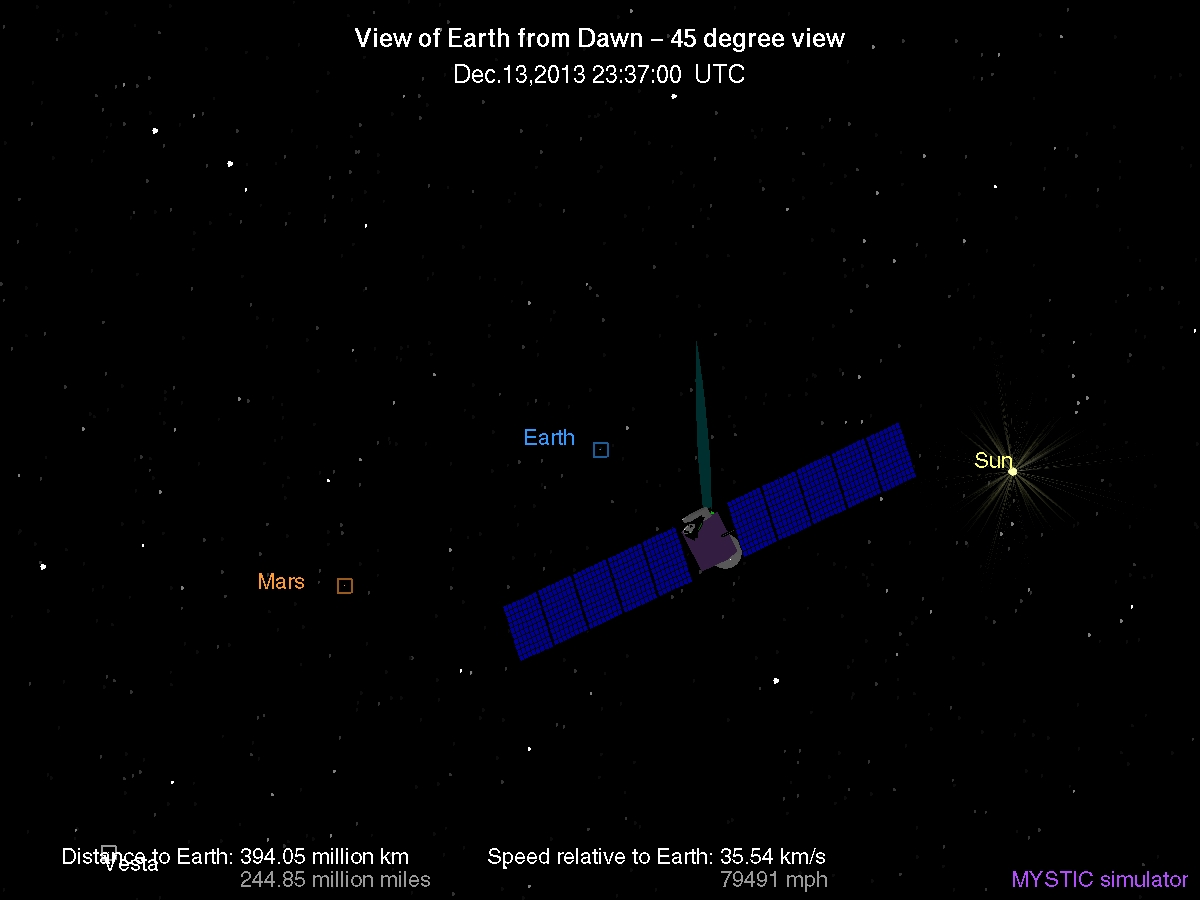 View of Earth from Dawn – 45 degree view
Dec.13,2013 23:37:00 UTC
Earth
Sun
Mars
Distance to Earth: 394.05 million km
Speed relative to Earth: 35.54 km/s
Vesta
244.85 million miles
79491 mph
MYSTIC simulator